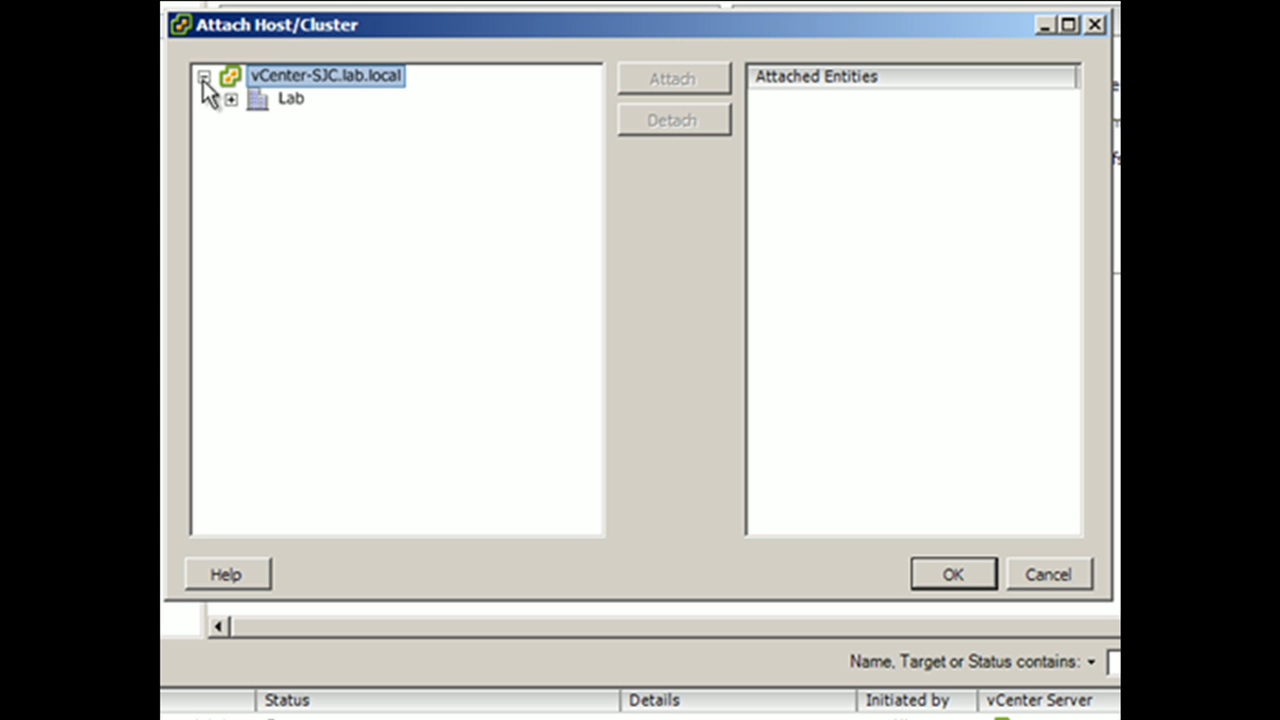 Attach Host/Cluster
vCenter-SJC.lab.local
Lab
Attach
Detach
Attached Entities
Help
OK
Cancel
Name, Target or Status contains:
Status
Details
Initiated by
vCenter Server